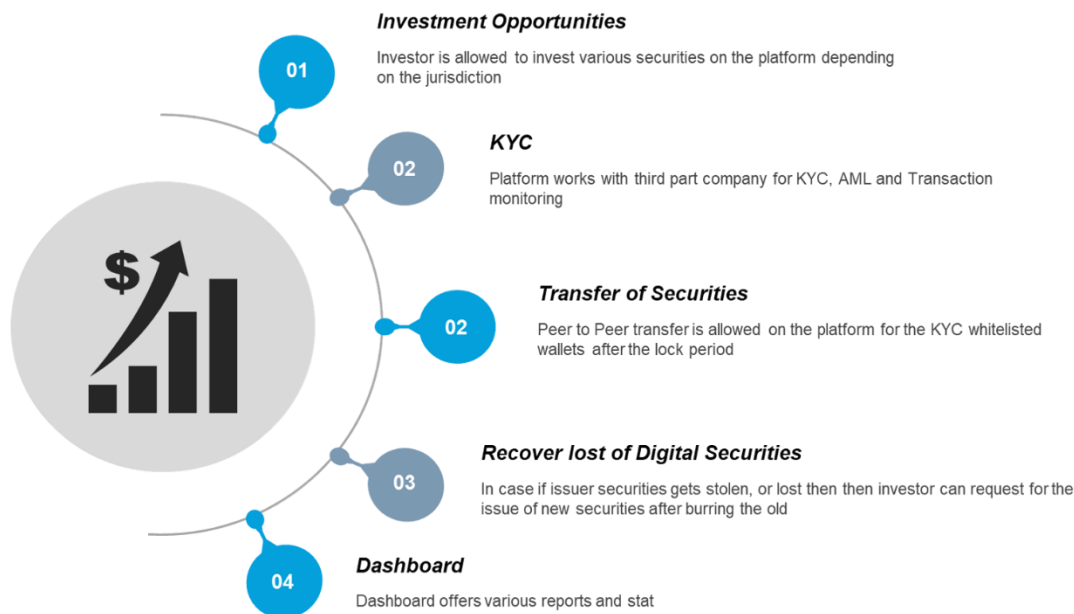 Investment Opportunities
01
Investor is allowed to invest various securities on the platform depending
on the jurisdiction
KYC
02
Platform works with third part company for KYC, AML and Transaction
monitoring
$
Transfer of Securities
02
Peer to Peer transfer is allowed on the platform for the KYC whitelisted
wallets after the lock period
Recover lost of Digital Securities
03
In case if issuer securities gets stolen, or lost then then investor can request for the
issue of new securities after burring the old
Dashboard
04
Dashboard offers various reports and stat